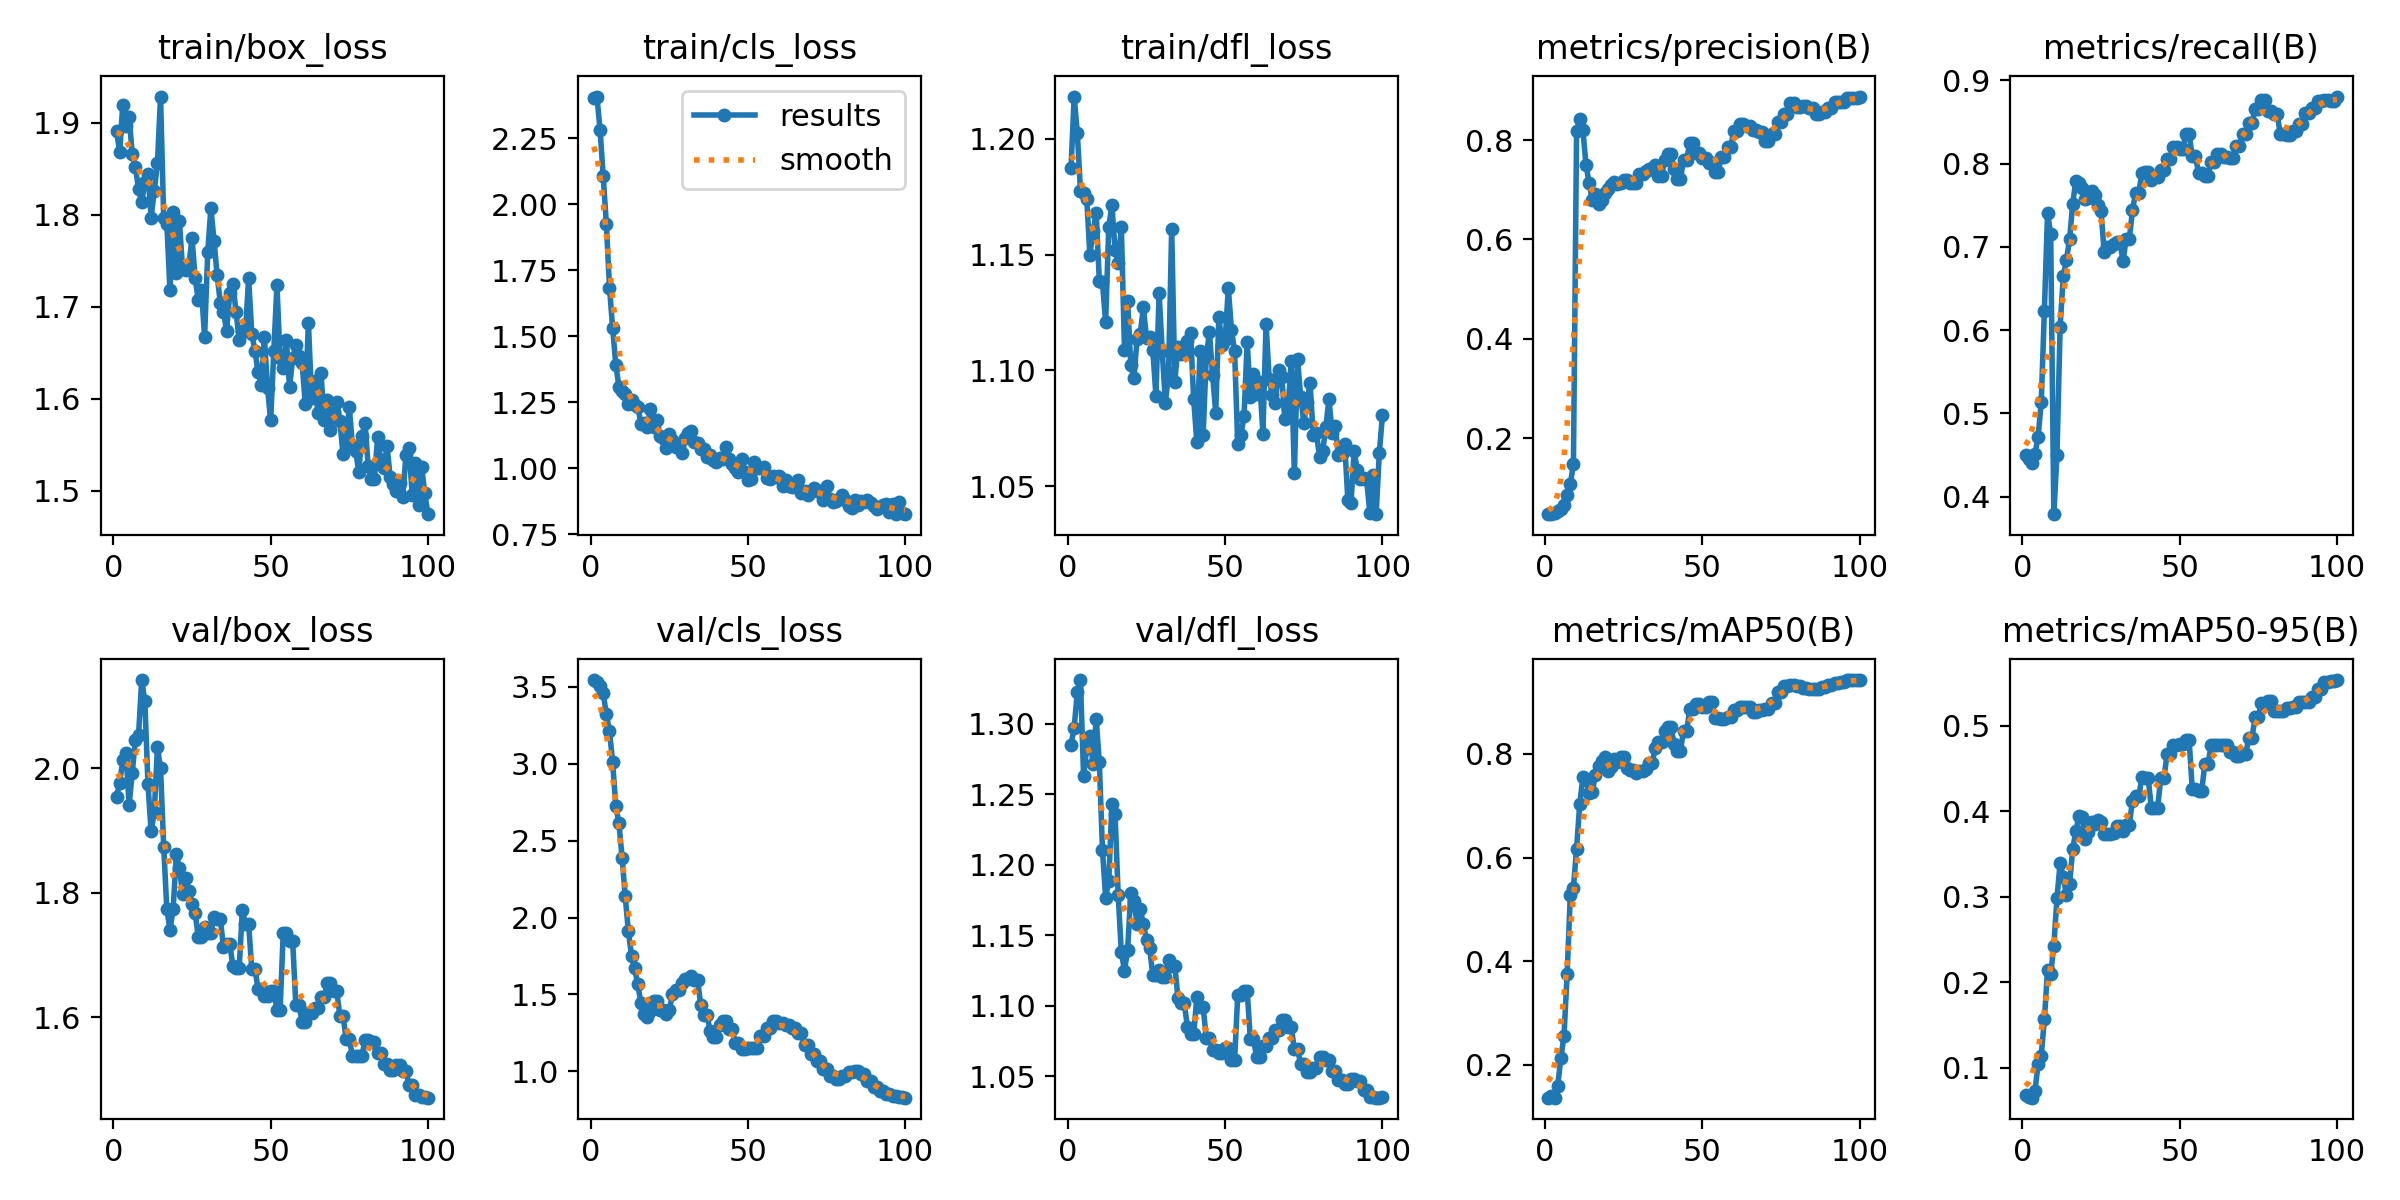 train/box_loss
1.9
1.8
1.7
1.6
1.5
0 50 100
train/cls_loss
results
smooth
2.25
2.00
1.75
1.50
1.25
1.00
0.75
0 50 100
train/dfl_loss
1.20
1.15
1.10
1.05
0 50 100
metrics/precision(B)
0.8
0.6
0.4
0.2
0 50 100
metrics/recall(B)
0.9
0.8
0.7
0.6
0.5
0.4
0 50 100
val/box_loss
2.0
1.8
1.6
0 50 100
val/cls_loss
3.5
3.0
2.5
2.0
1.5
1.0
0 50 100
val/dfl_loss
1.30
1.25
1.20
1.15
1.10
1.05
0 50 100
metrics/mAP50(B)
0.8
0.6
0.4
0.2
0 50 100
metrics/mAP50-95(B)
0.5
0.4
0.3
0.2
0.1
0 50 100